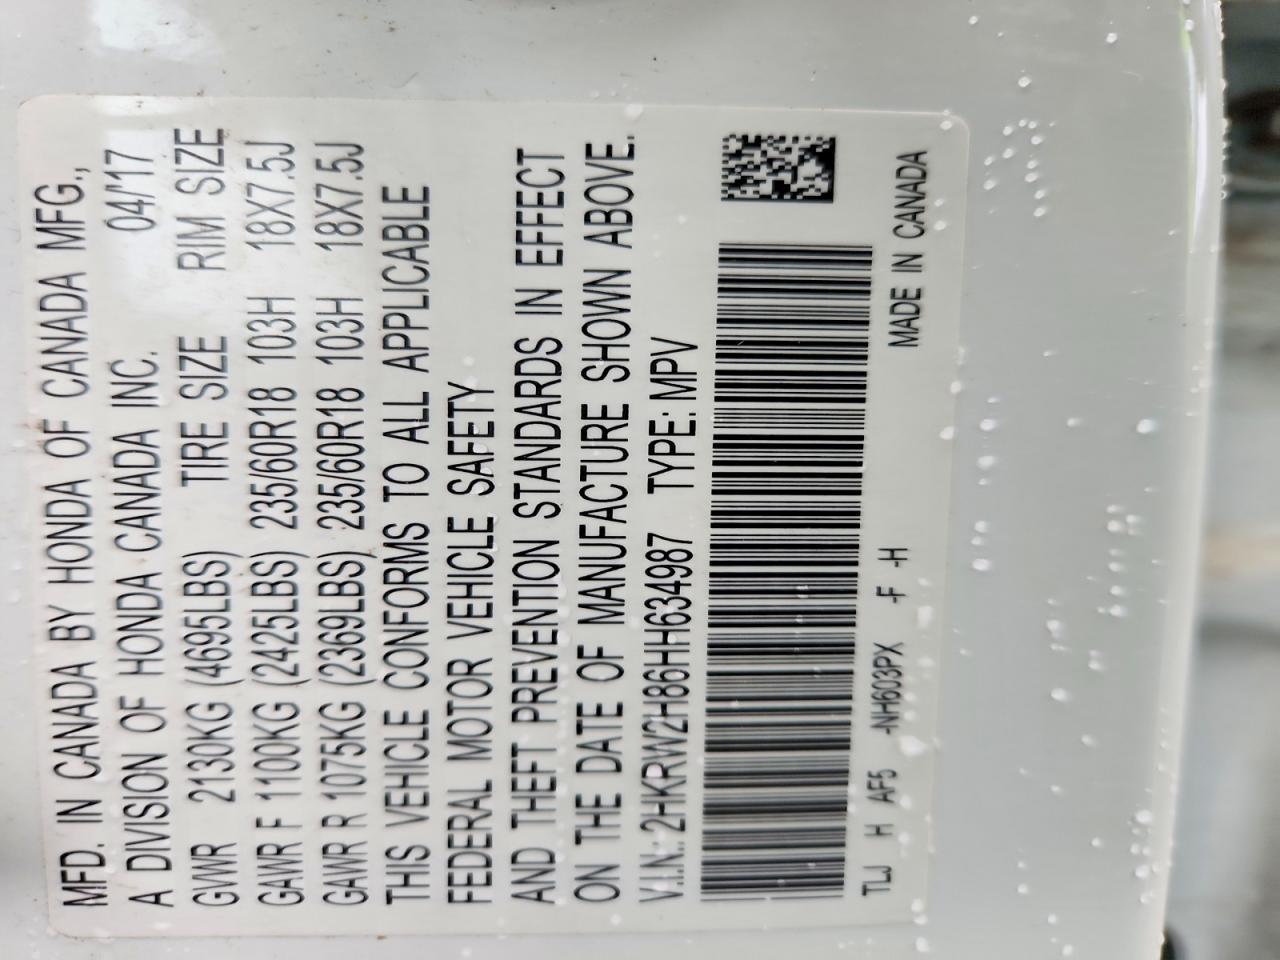 MFD. IN CANADA BY HONDA OF CANADA MFG.,
A DIVISION OF HONDA CANADA INC. 04/'17
GWVR 2130KG (4695LBS) TIRE SIZE RIM SIZE
GAWR F 1100KG (2425LBS) 235/60R18 103H 18X7.5J
GAWR R 1075KG (2369LBS) 235/60R18 103H 18X7.5J
THIS VEHICLE CONFORMS TO ALL APPLICABLE
FEDERAL MOTOR VEHICLE SAFETY
AND THEFT PREVENTION STANDARDS IN EFFECT
ON THE DATE OF MANUFACTURE SHOWN ABOVE.
V.I.N.: 2HKRW2H86HH634987 TYPE: MPV
TLJ H AF5 -NH603PX -F -H MADE IN CANADA